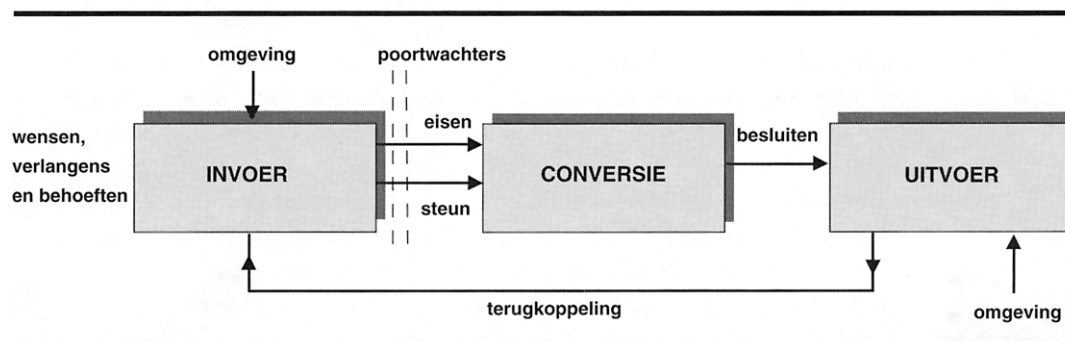 omgeving
poortwachters
wensen,
verlangens
en behoeften
INVOER
eisen
steun
CONVERSIE
besluiten
UITVOER
terugkoppeling
omgeving